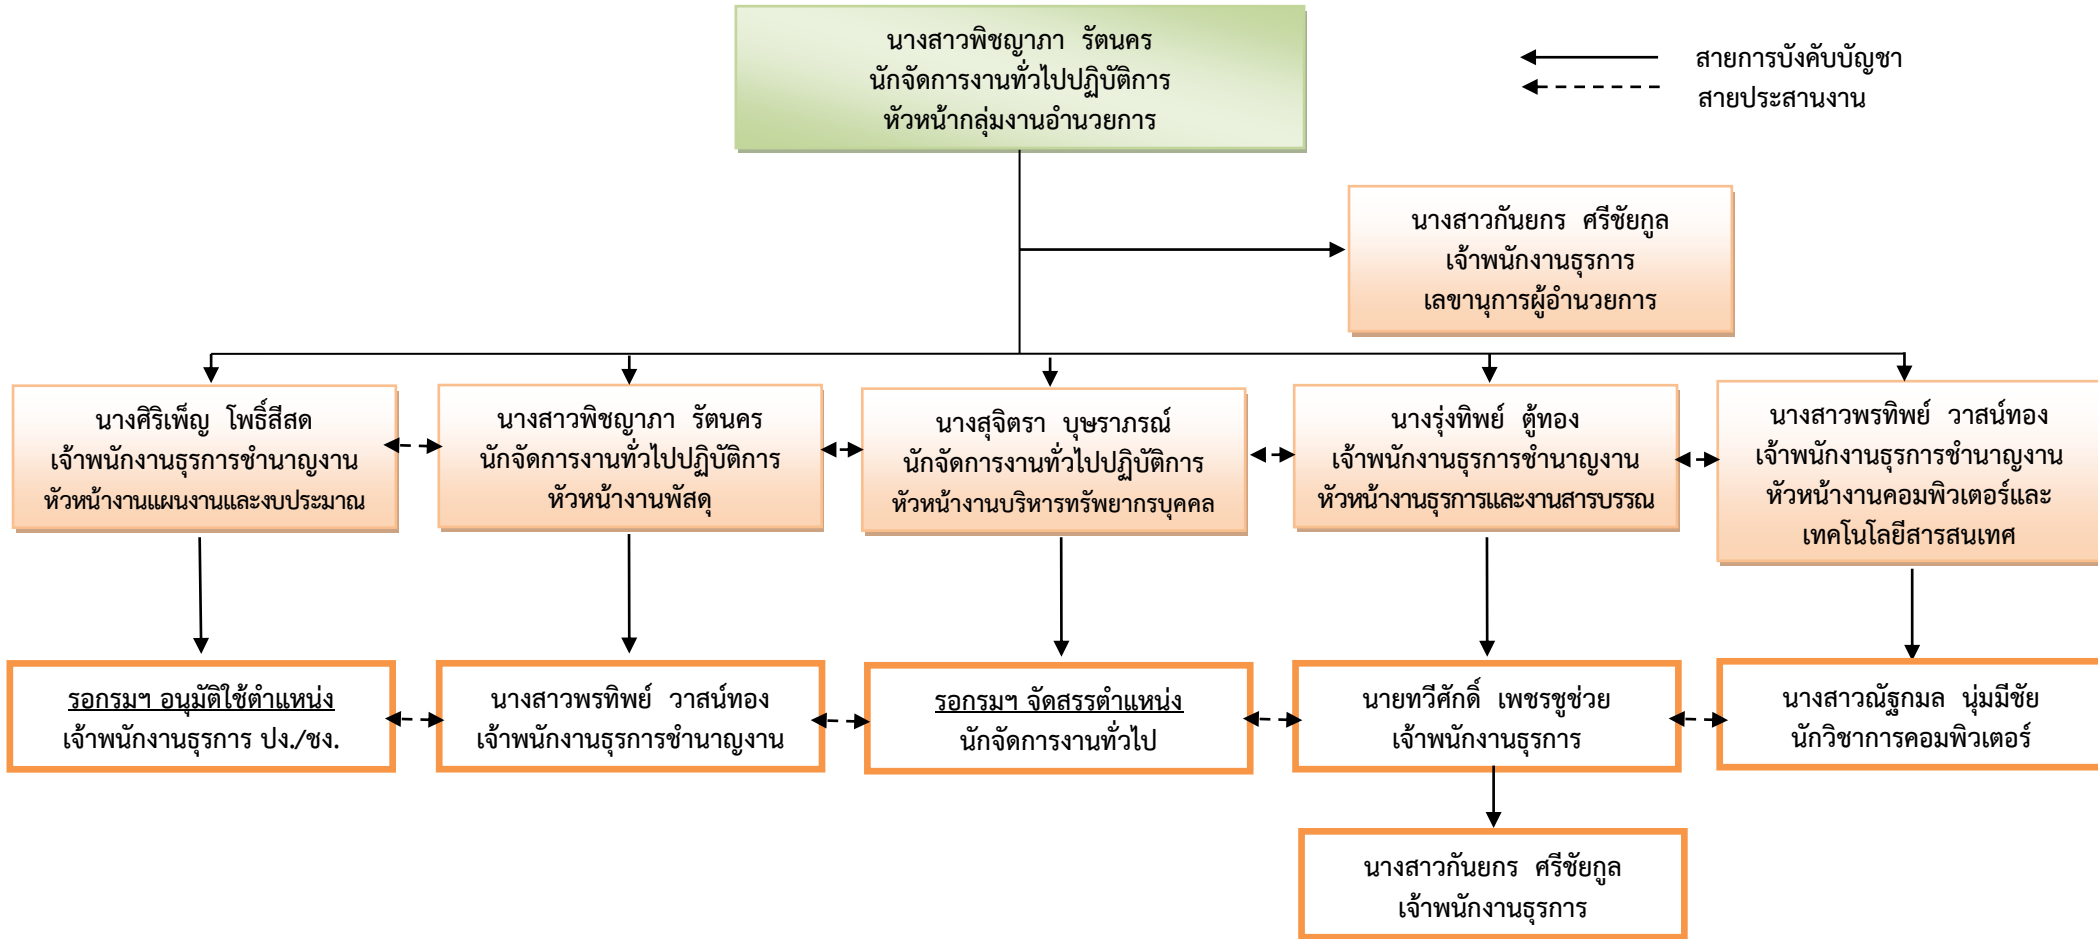 นางสาวพิชญาภา รัตนคร
นักจัดการงานทั่วไปปฏิบัติการ
หัวหน้ากลุ่มงานอำนวยการ
สายการบังคับบัญชา
สายประสานงาน
นางสาวกันยกร ศรีชัยกูล
เจ้าพนักงานธุรการ
เลขานุการผู้อำนวยการ
นางศิริเพ็ญ โพธิ์สีสด
เจ้าพนักงานธุรการชำนาญงาน
หัวหน้างานแผนงานและงบประมาณ
นางสาวพิชญาภา รัตนคร
นักจัดการงานทั่วไปปฏิบัติการ
หัวหน้างานพัสดุ
นางสุจิตรา บุษราภรณ์
นักจัดการงานทั่วไปปฏิบัติการ
หัวหน้างานบริหารทรัพยากรบุคคล
นางรุ่งทิพย์ ตู้ทอง
เจ้าพนักงานธุรการชำนาญงาน
หัวหน้างานธุรการและงานสารบรรณ
นางสาวพรทิพย์ วาสน์ทอง
เจ้าพนักงานธุรการชำนาญงาน
หัวหน้างานคอมพิวเตอร์และ
เทคโนโลยีสารสนเทศ
รอกรมฯ อนุมัติใช้ตำแหน่ง
เจ้าพนักงานธุรการ ปง./ชง.
นางสาวพรทิพย์ วาสน์ทอง
เจ้าพนักงานธุรการชำนาญงาน
รอกรมฯ จัดสรรตำแหน่ง
นักจัดการงานทั่วไป
นายทวีศักดิ์ เพชรชูช่วย
เจ้าพนักงานธุรการ
นางสาวณัฐกมล นุ่มมีชัย
นักวิชาการคอมพิวเตอร์
นางสาวกันยกร ศรีชัยกูล
เจ้าพนักงานธุรการ